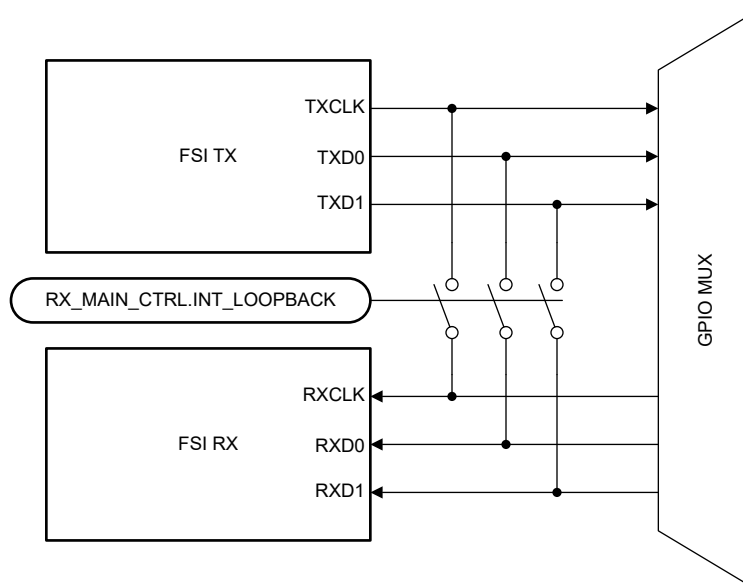 TXCLK
FSI TX
TXD0
TXD1
RX_MAIN_CTRL.INT_LOOPBACK
GPIO MUX
RXCLK
FSI RX
RXD0
RXD1